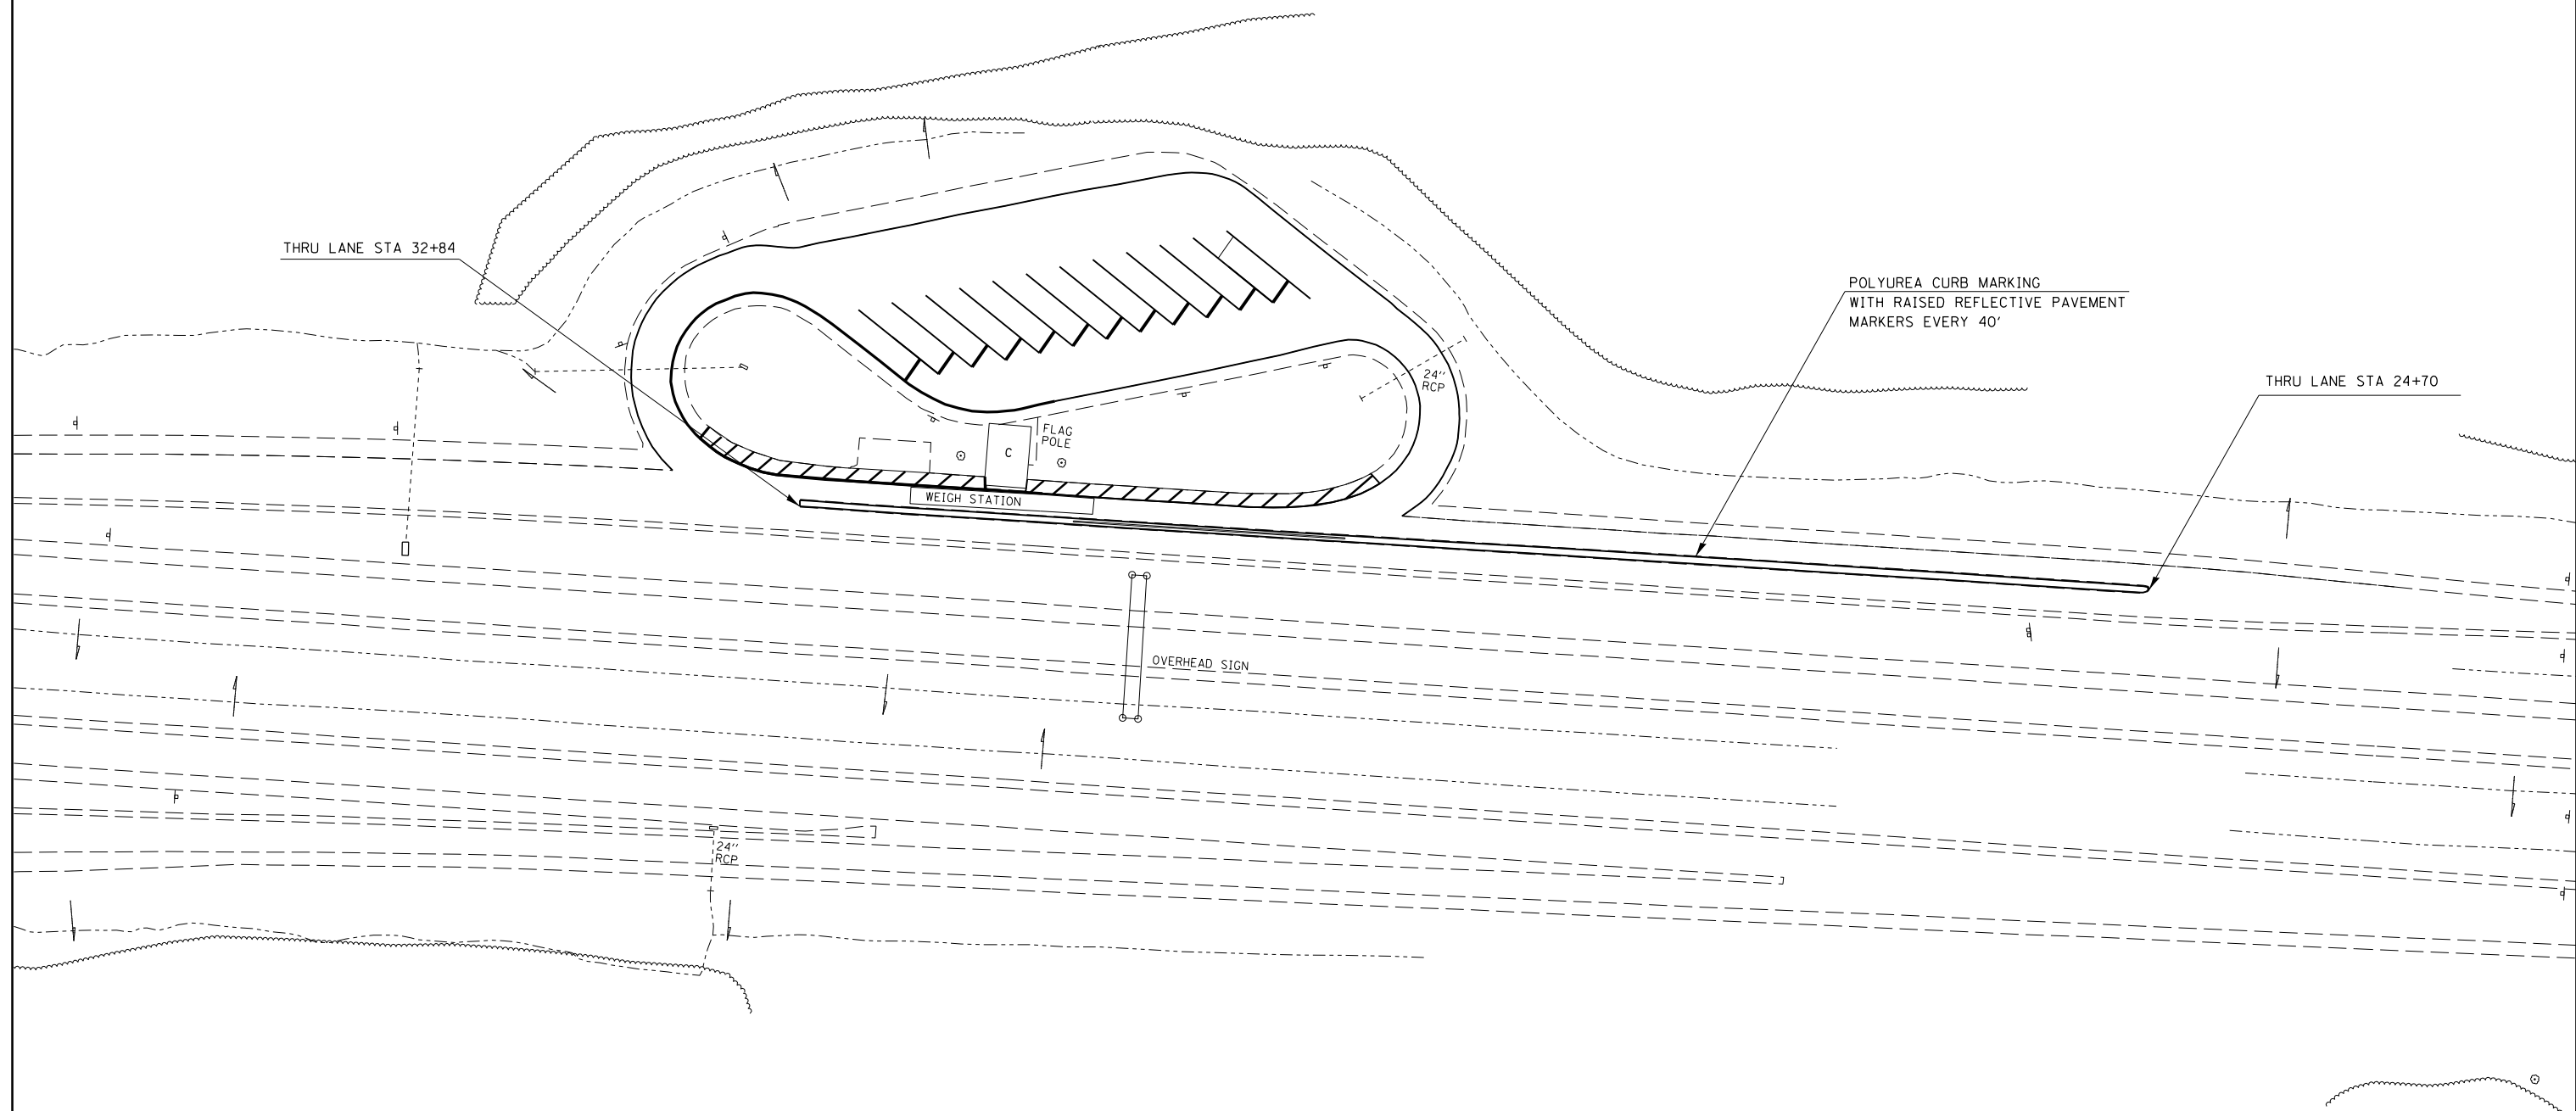 THRU LANE STA 32+84
POLYUREA CURB MARKING
WITH RAISED REFLECTIVE PAVEMENT
MARKERS EVERY 40'
THRU LANE STA 24+70
24"
RCP
FLAG
POLE
C
WEIGH STATION
OVERHEAD SIGN
24"
RCP